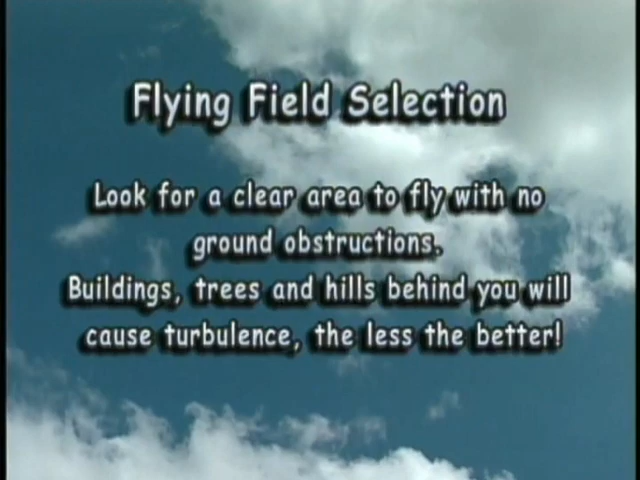 Flying Field Selection
Look for a clear area to fly with no
ground obstructions.
Buildings, trees and hills behind you will
cause turbulence, the less the better!